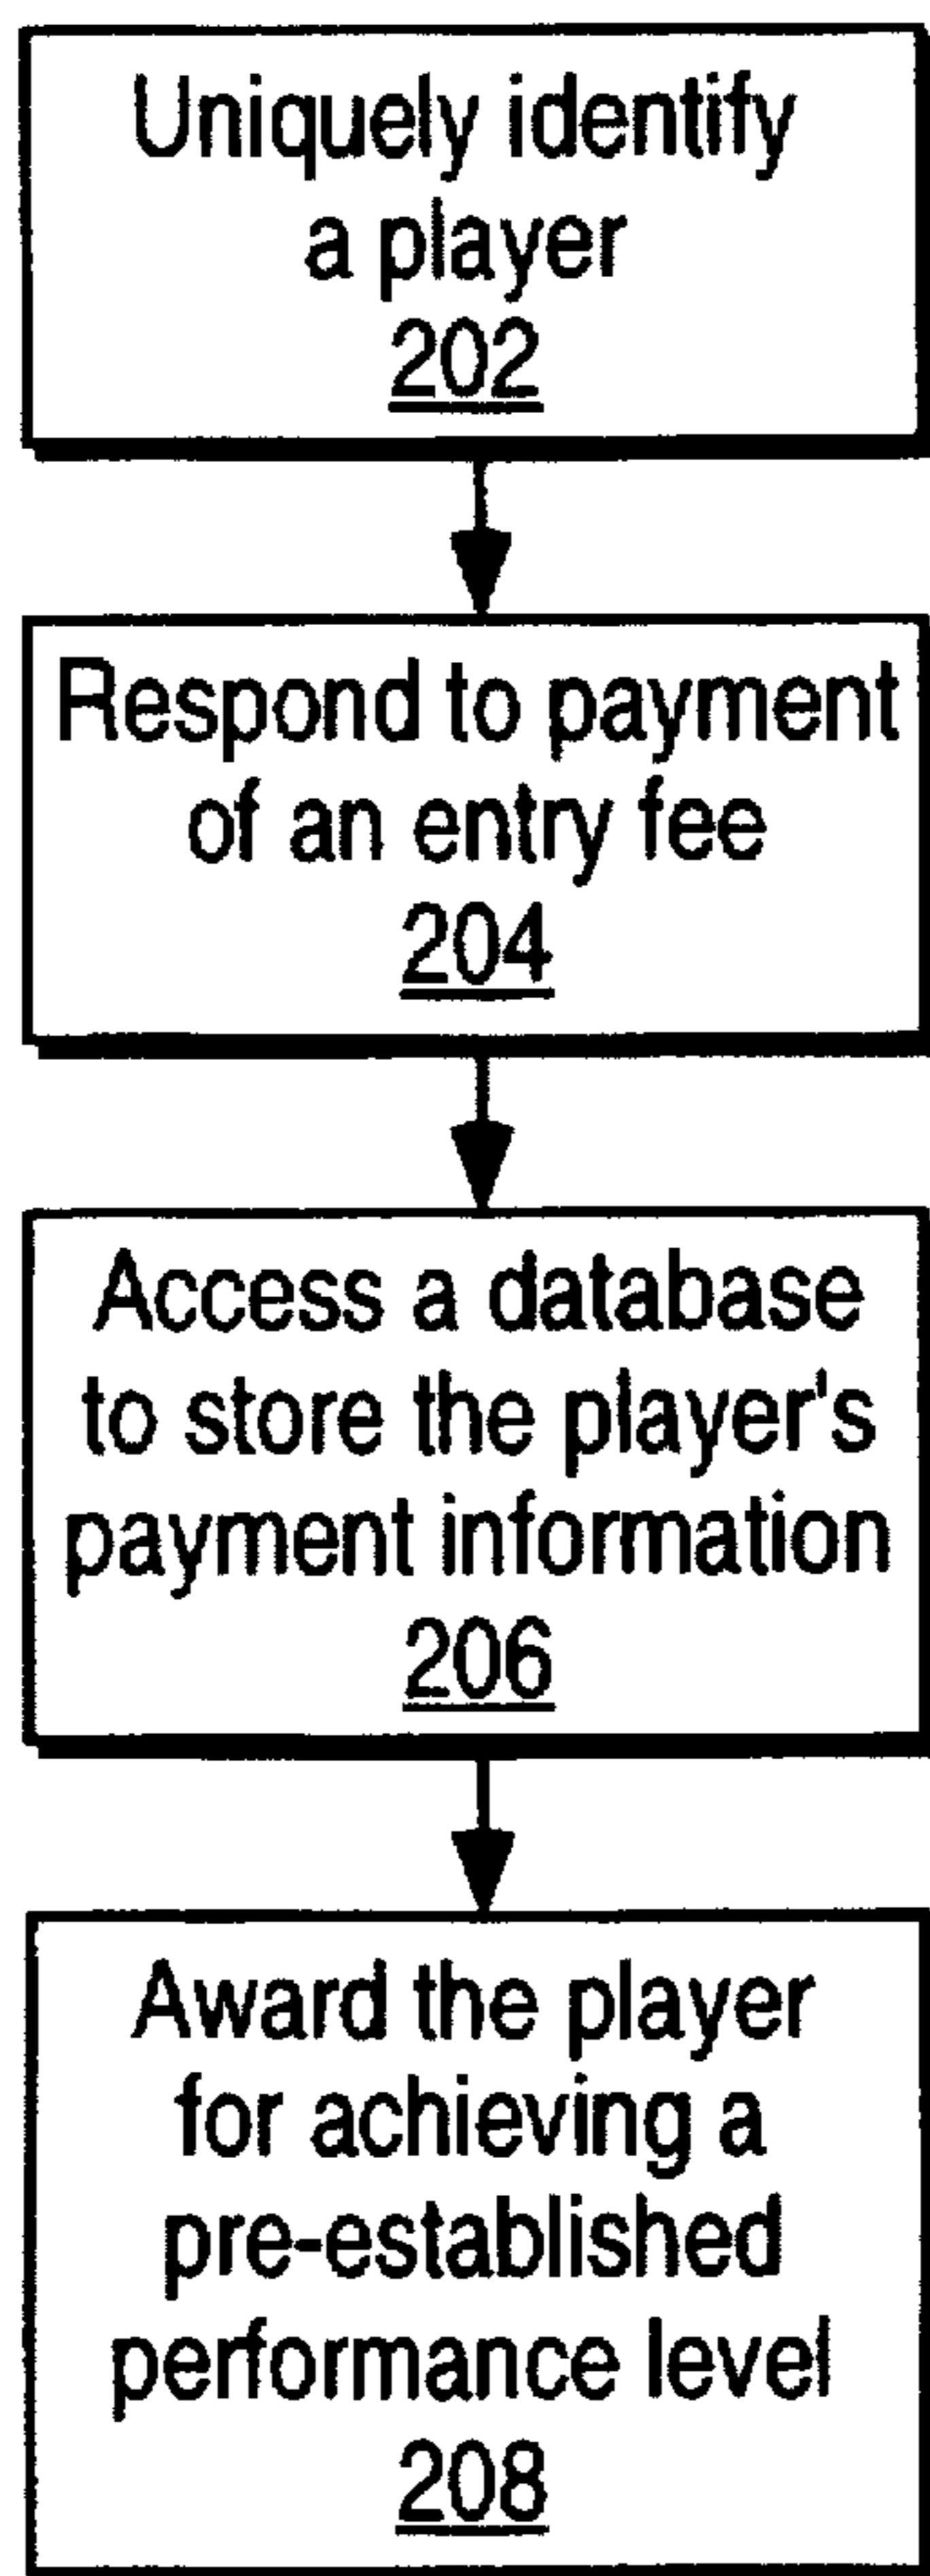 Uniquely identify
a player
202
Respond to payment
of an entry fee
204
Access a database
to store the player's
payment information
206
Award the player
for achieving a
pre-established
performance level
208